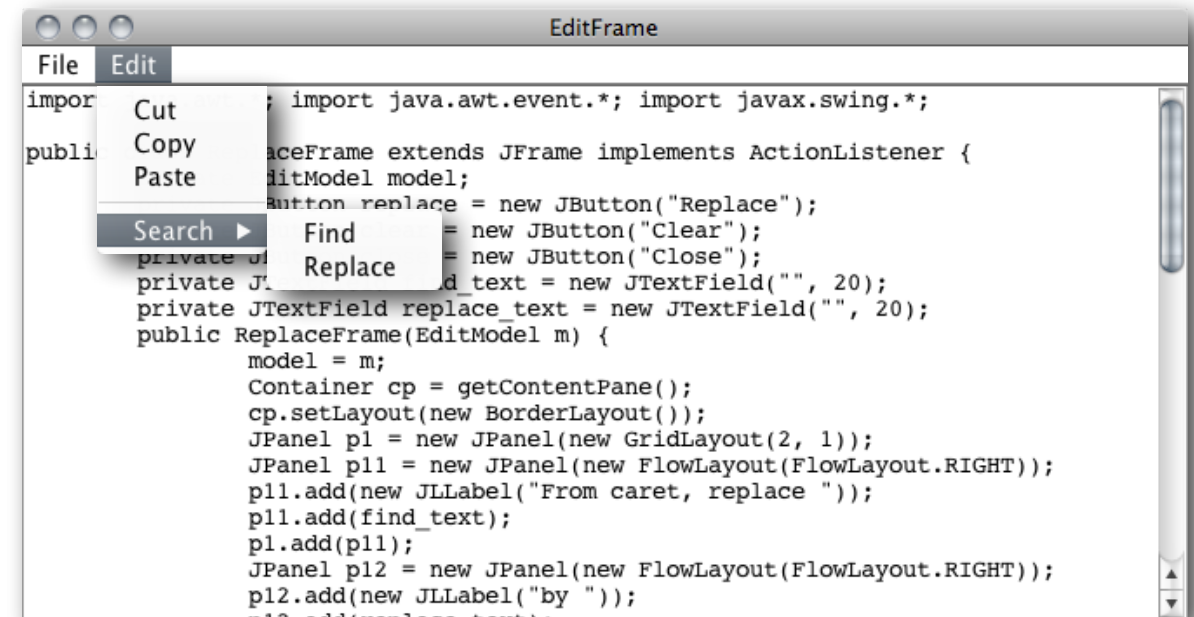 EditFrame
File Edit
Cut
Copy
Paste
Search
Find
Replace
impor ; import java.awt.event.*; import javax.swing.*;
publi aceFrame extends JFrame implements ActionListener {
ditModel model;
Button replace = new JButton("Replace");
= new JButton("Clear");
private = new JButton("Close");
private d_text = new JTextField("", 20);
private JTextField replace_text = new JTextField("", 20);
public ReplaceFrame(EditModel m) {
model = m;
Container cp = getContentPane();
cp.setLayout(new BorderLayout());
JPanel p1 = new JPanel(new GridLayout(2, 1));
JPanel p11 = new JPanel(new FlowLayout(FlowLayout.RIGHT));
p11.add(new JLLabel("From caret, replace "));
p11.add(find_text);
p1.add(p11);
JPanel p12 = new JPanel(new FlowLayout(FlowLayout.RIGHT));
p12.add(new JLLabel("by "));